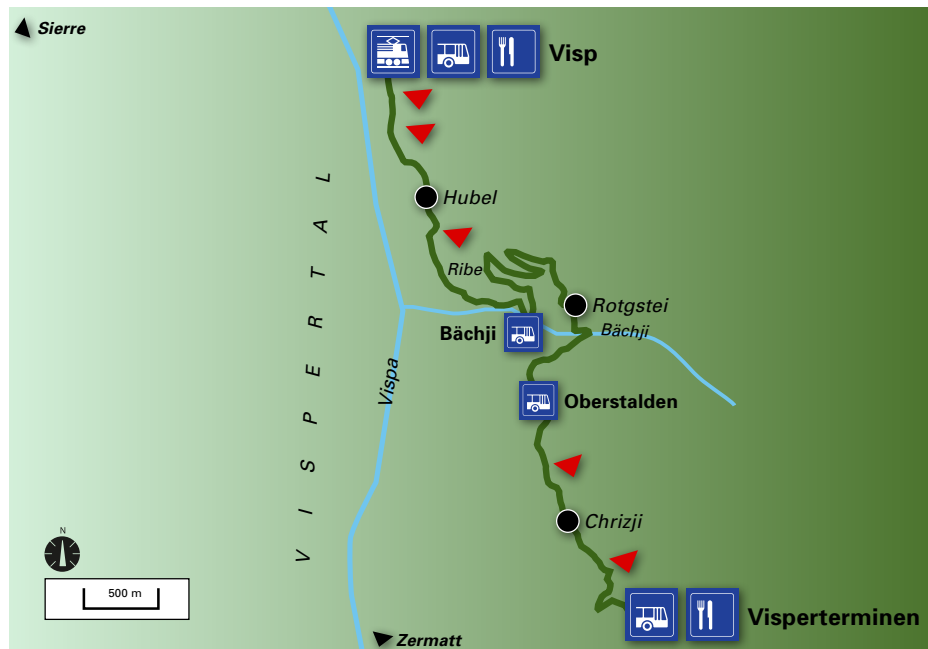 Sierre
Visp
Hubel
VISPERTAL
Ribe
Rotgstei
Bächji
Bächji
Vispa
Oberstalden
Chrizji
N
500 m
Visperterminen
Zermatt